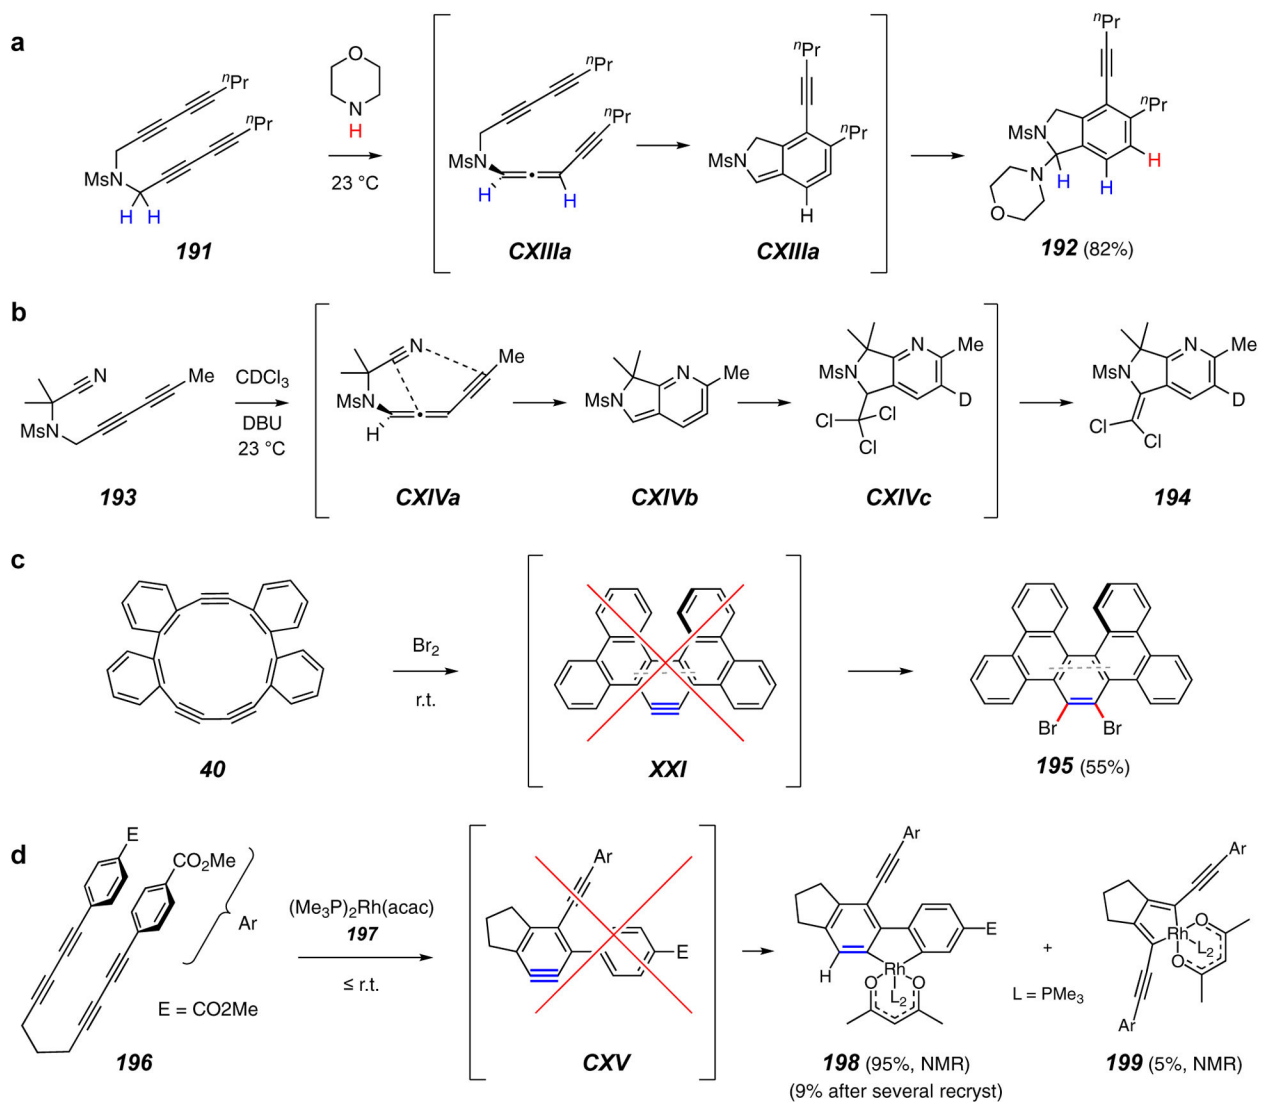 a
nPr
nPr
MsN
H H
191
O
N
H
23 °C
nPr
nPr
MsN
H
H
CXIIIa
nPr
nPr
MsN
H
CXIIIa
nPr
nPr
MsN
H
N
O
H
H
192 (82%)
b
N
Me
MsN
193
CDCl3
DBU
23 °C
N
Me
MsN
H
CXIVa
N
Me
MsN
CXIVb
N
Me
MsN
D
Cl
Cl
Cl
CXIVc
N
Me
MsN
D
Cl
Cl
194
c
40
Br2
r.t.
XXI
Br
Br
195 (55%)
d
E
CO2Me
Ar
E = CO2Me
196
(Me3P)2Rh(acac)
197
≤ r.t.
Ar
E
CXV
Ar
E
H
Rh
O
L2
O
198 (95%, NMR)
(9% after several recryst)
+
L = PMe3
Ar
Rh
O
L2
O
Ar
199 (5%, NMR)